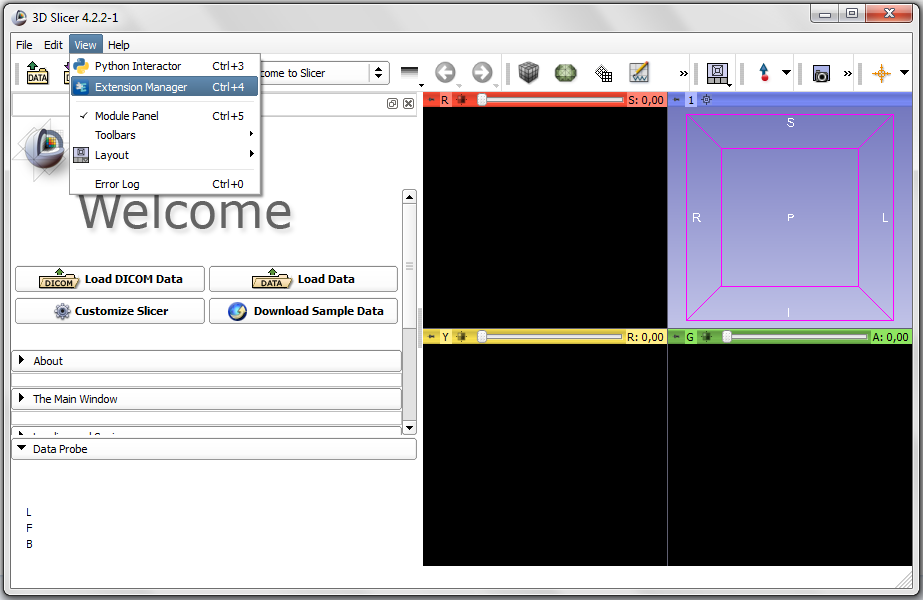 3D Slicer 4.2.2-1
File Edit View Help
DATA
Python Interactor Ctrl+3
Extension Manager Ctrl+4
Module Panel Ctrl+5
Toolbars
Layout
Error Log Ctrl+0
come to Slicer
»
»
R S: 0,00
1
S
R P L
I
Welcome
DICOM Load DICOM Data
DATA Load Data
Customize Slicer
Download Sample Data
About
The Main Window
Data Probe
L
F
B
Y R: 0,00
G A: 0,00